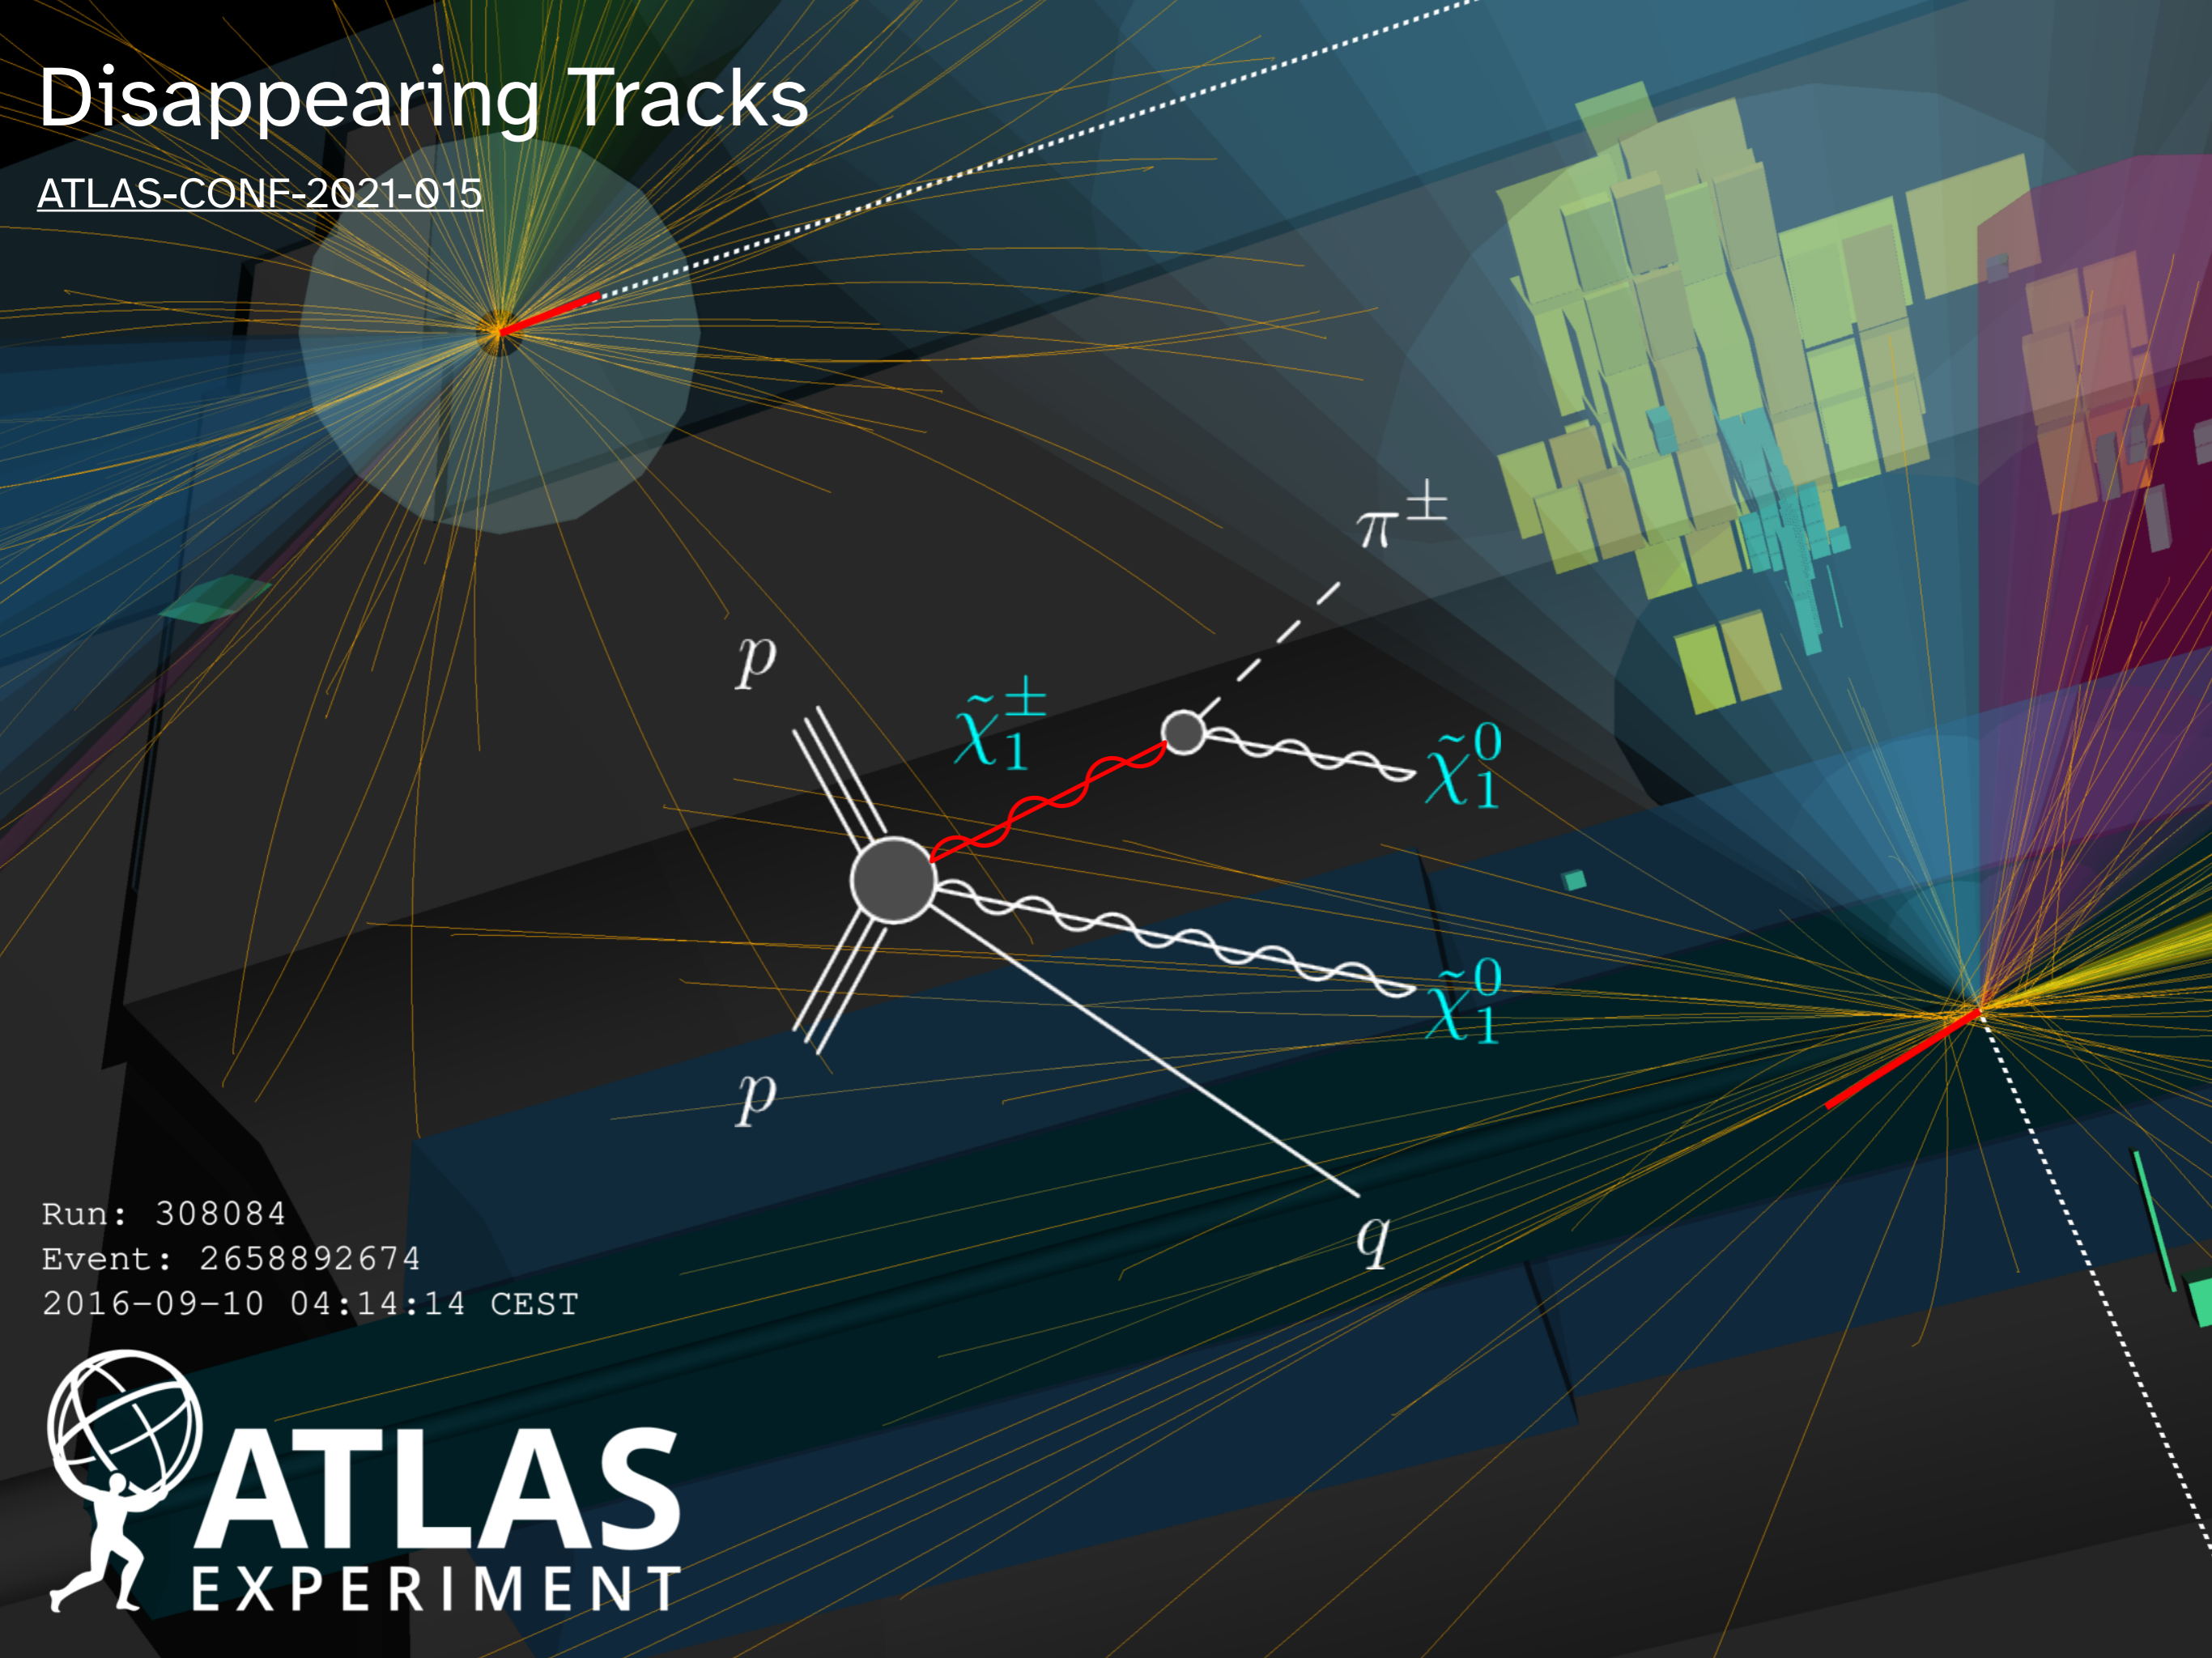 Disappearing Tracks
ATLAS-CONF-2021-015
π±
p
χ̃₁±
χ̃₁⁰
χ̃₁⁰
p
q
Run: 308084
Event: 2658892674
2016-09-10 04:14:14 CEST
ATLAS
EXPERIMENT